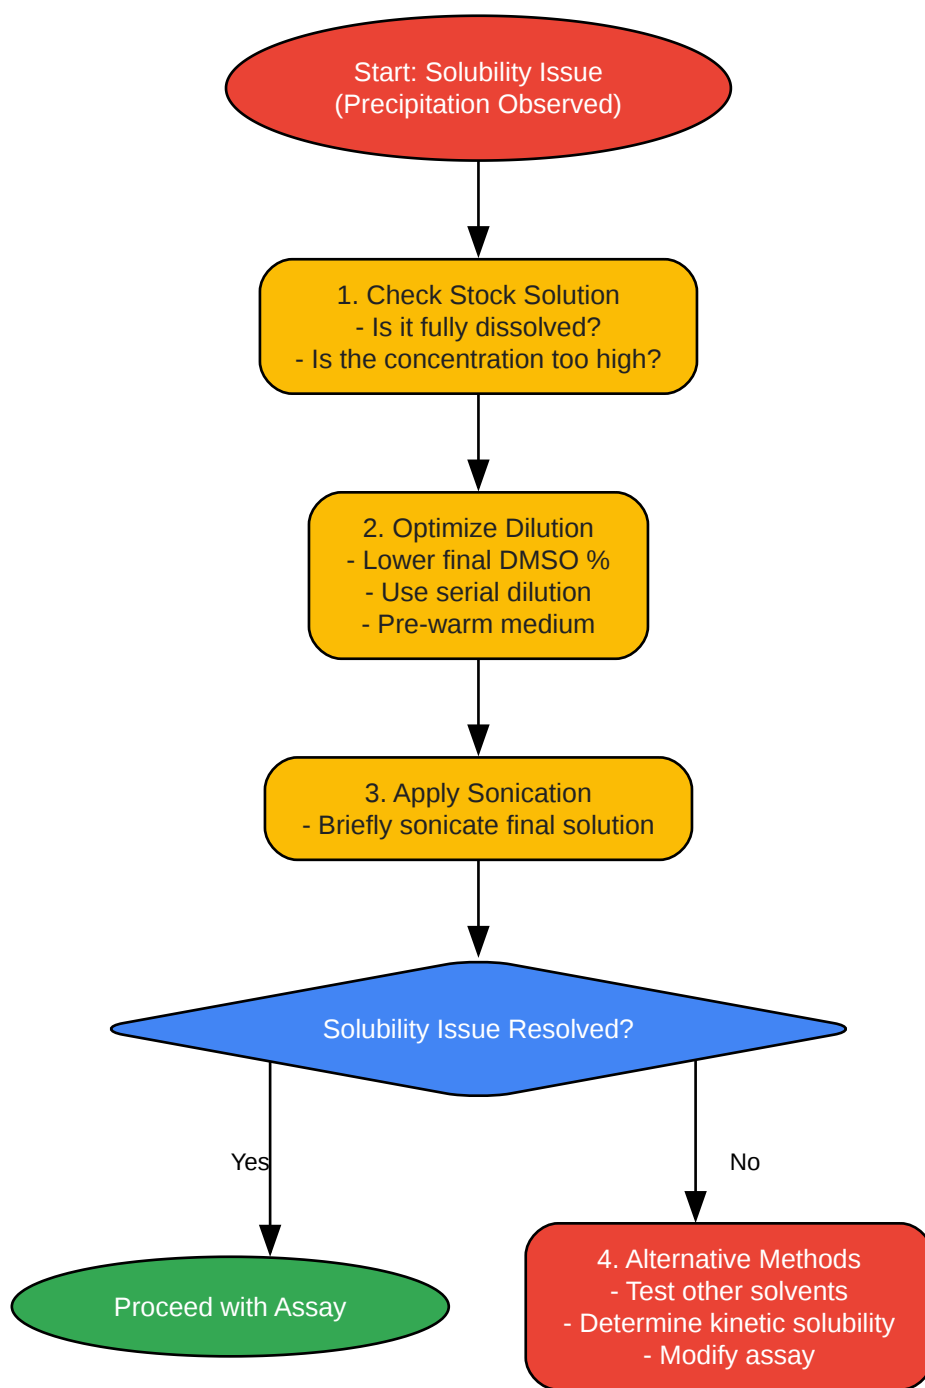 Start: Solubility Issue
(Precipitation Observed)
1. Check Stock Solution
- Is it fully dissolved?
- Is the concentration too high?
2. Optimize Dilution
- Lower final DMSO %
- Use serial dilution
- Pre-warm medium
3. Apply Sonication
- Briefly sonicate final solution
Solubility Issue Resolved?
Yes
No
Proceed with Assay
4. Alternative Methods
- Test other solvents
- Determine kinetic solubility
- Modify assay